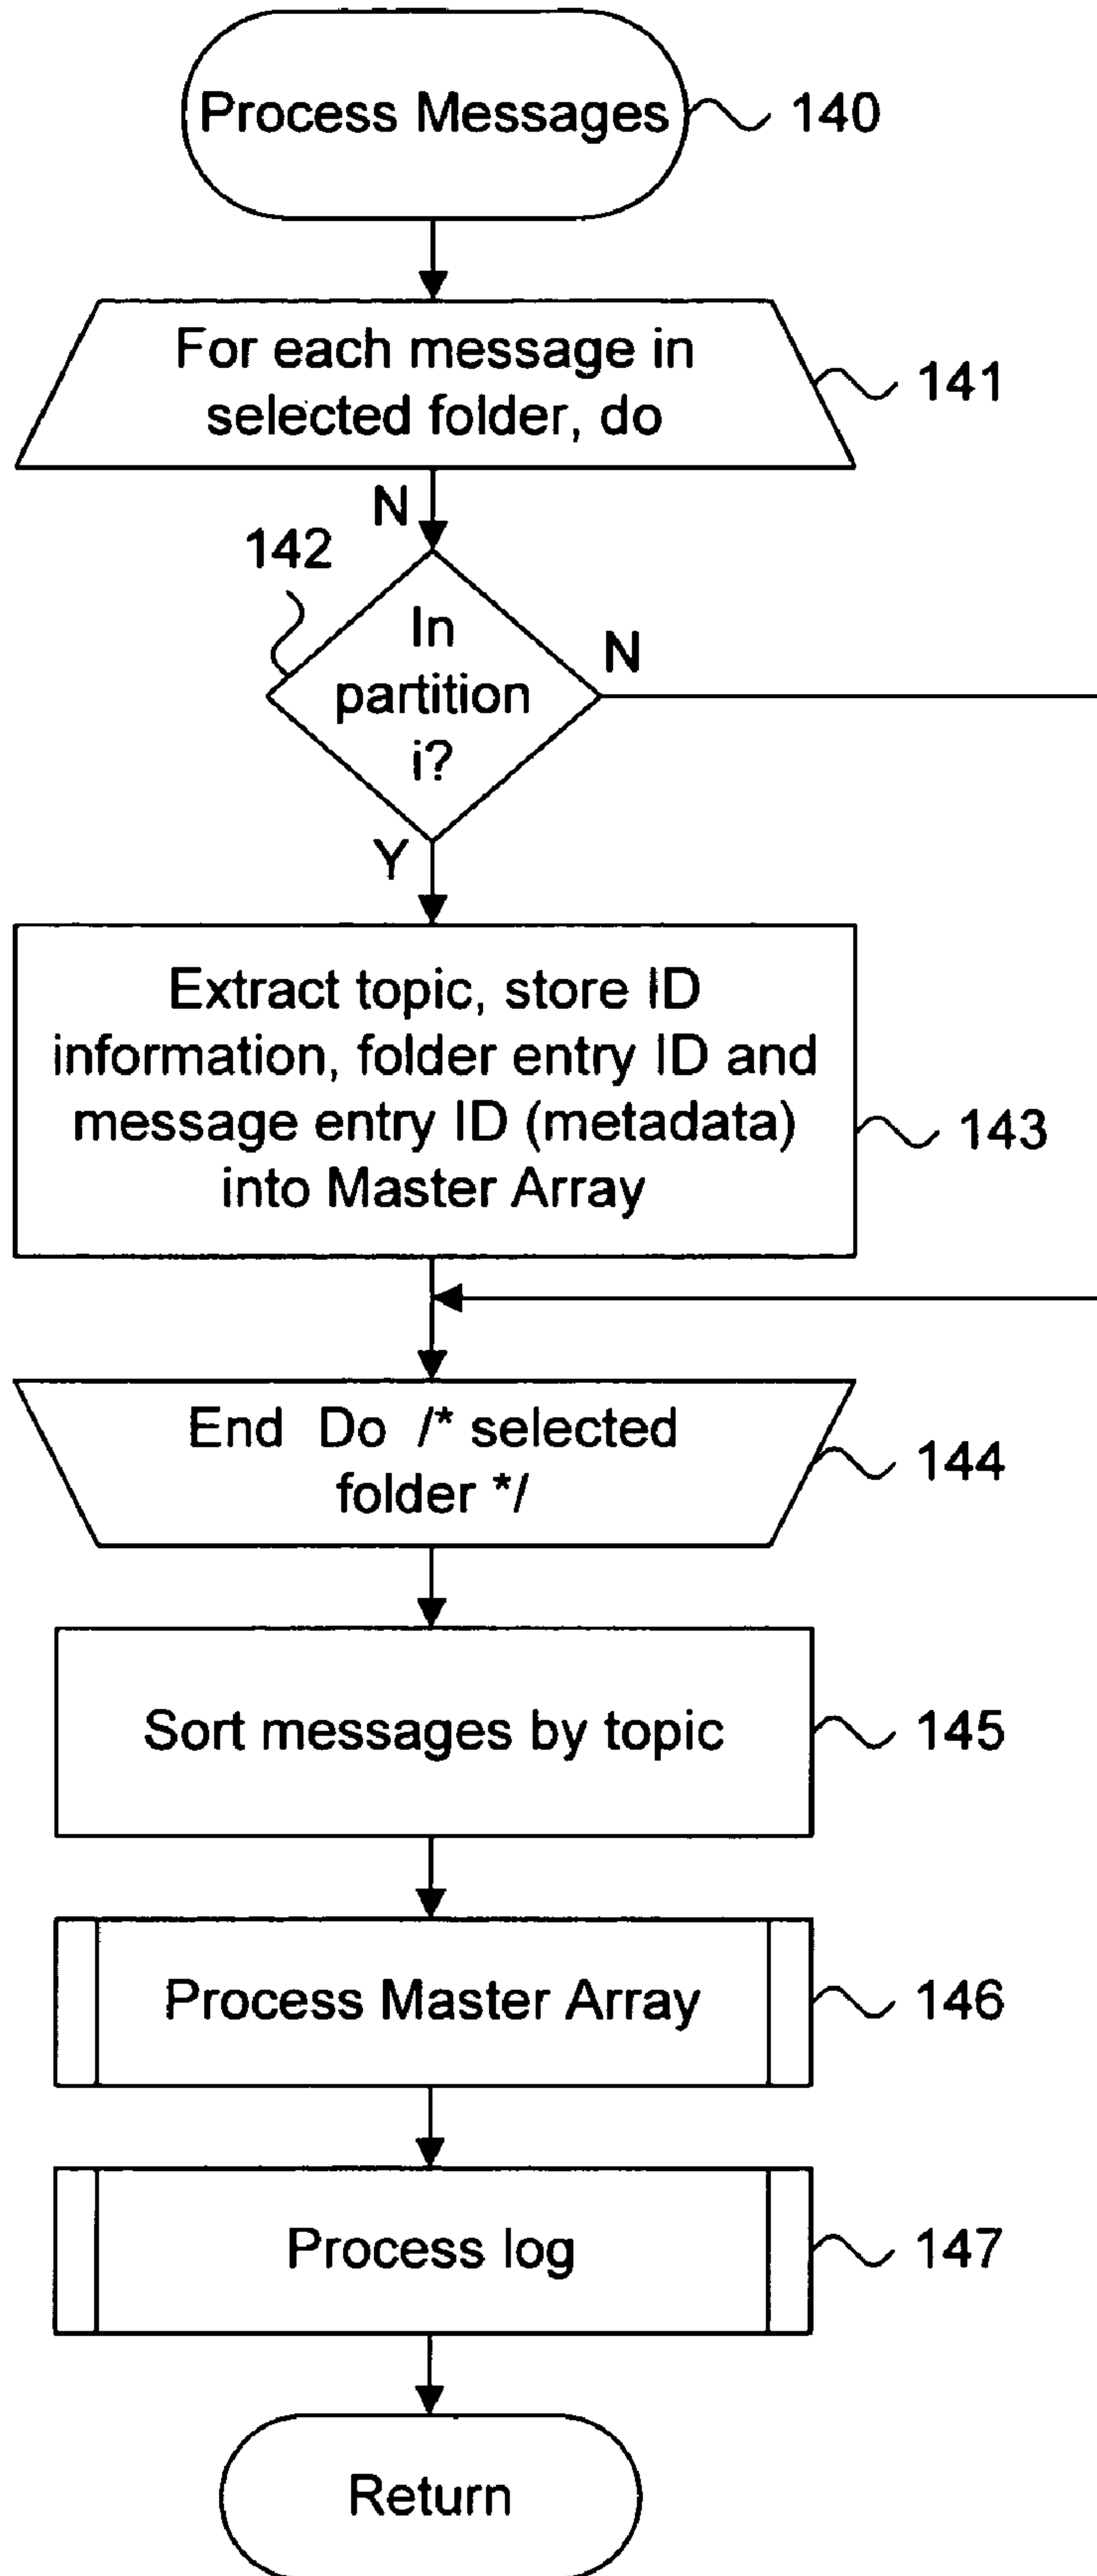 Process Messages
140
For each message in
selected folder, do
141
N
142
In
partition
i?
N
Y
Extract topic, store ID
information, folder entry ID and
message entry ID (metadata)
into Master Array
143
End Do /* selected
folder */
144
Sort messages by topic
145
Process Master Array
146
Process log
147
Return